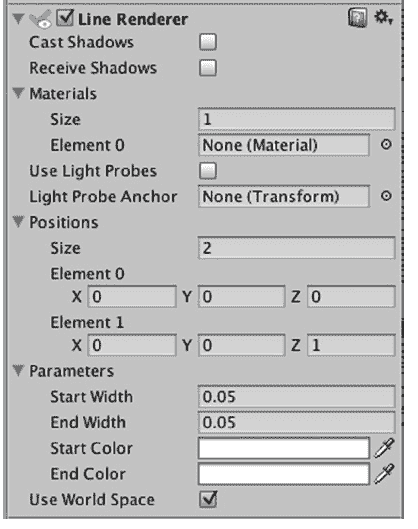 Line Renderer
Cast Shadows
Receive Shadows
Materials
Size 1
Element 0 None (Material)
Use Light Probes
Light Probe Anchor None (Transform)
Positions
Size 2
Element 0
X 0 Y 0 Z 0
Element 1
X 0 Y 0 Z 1
Parameters
Start Width 0.05
End Width 0.05
Start Color
End Color
Use World Space